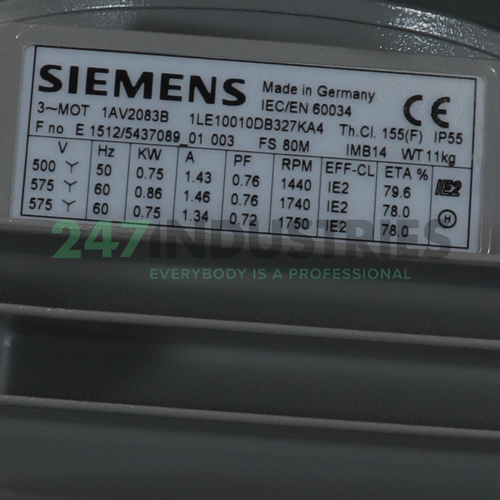 SIEMENS
Made in Germany
IEC/EN 60034
CE
3~MOT 1AV2083B 1LE10010DB327KA4 Th.Cl. 155(F) IP55
F no E 1512/5437089_01 003 FS 80M IMB14 WT 11kg
V Hz KW A PF RPM EFF-CL ETA %
500 Y 50 0.75 1.43 0.76 1440 IE2 79.6 IE2
575 Y 60 0.86 1.46 0.76 1740 IE2 78.0
575 Y 60 0.75 1.34 0.72 1750 IE2 78.0 H
247INDUSTRIES
EVERYBODY IS A PROFESSIONAL